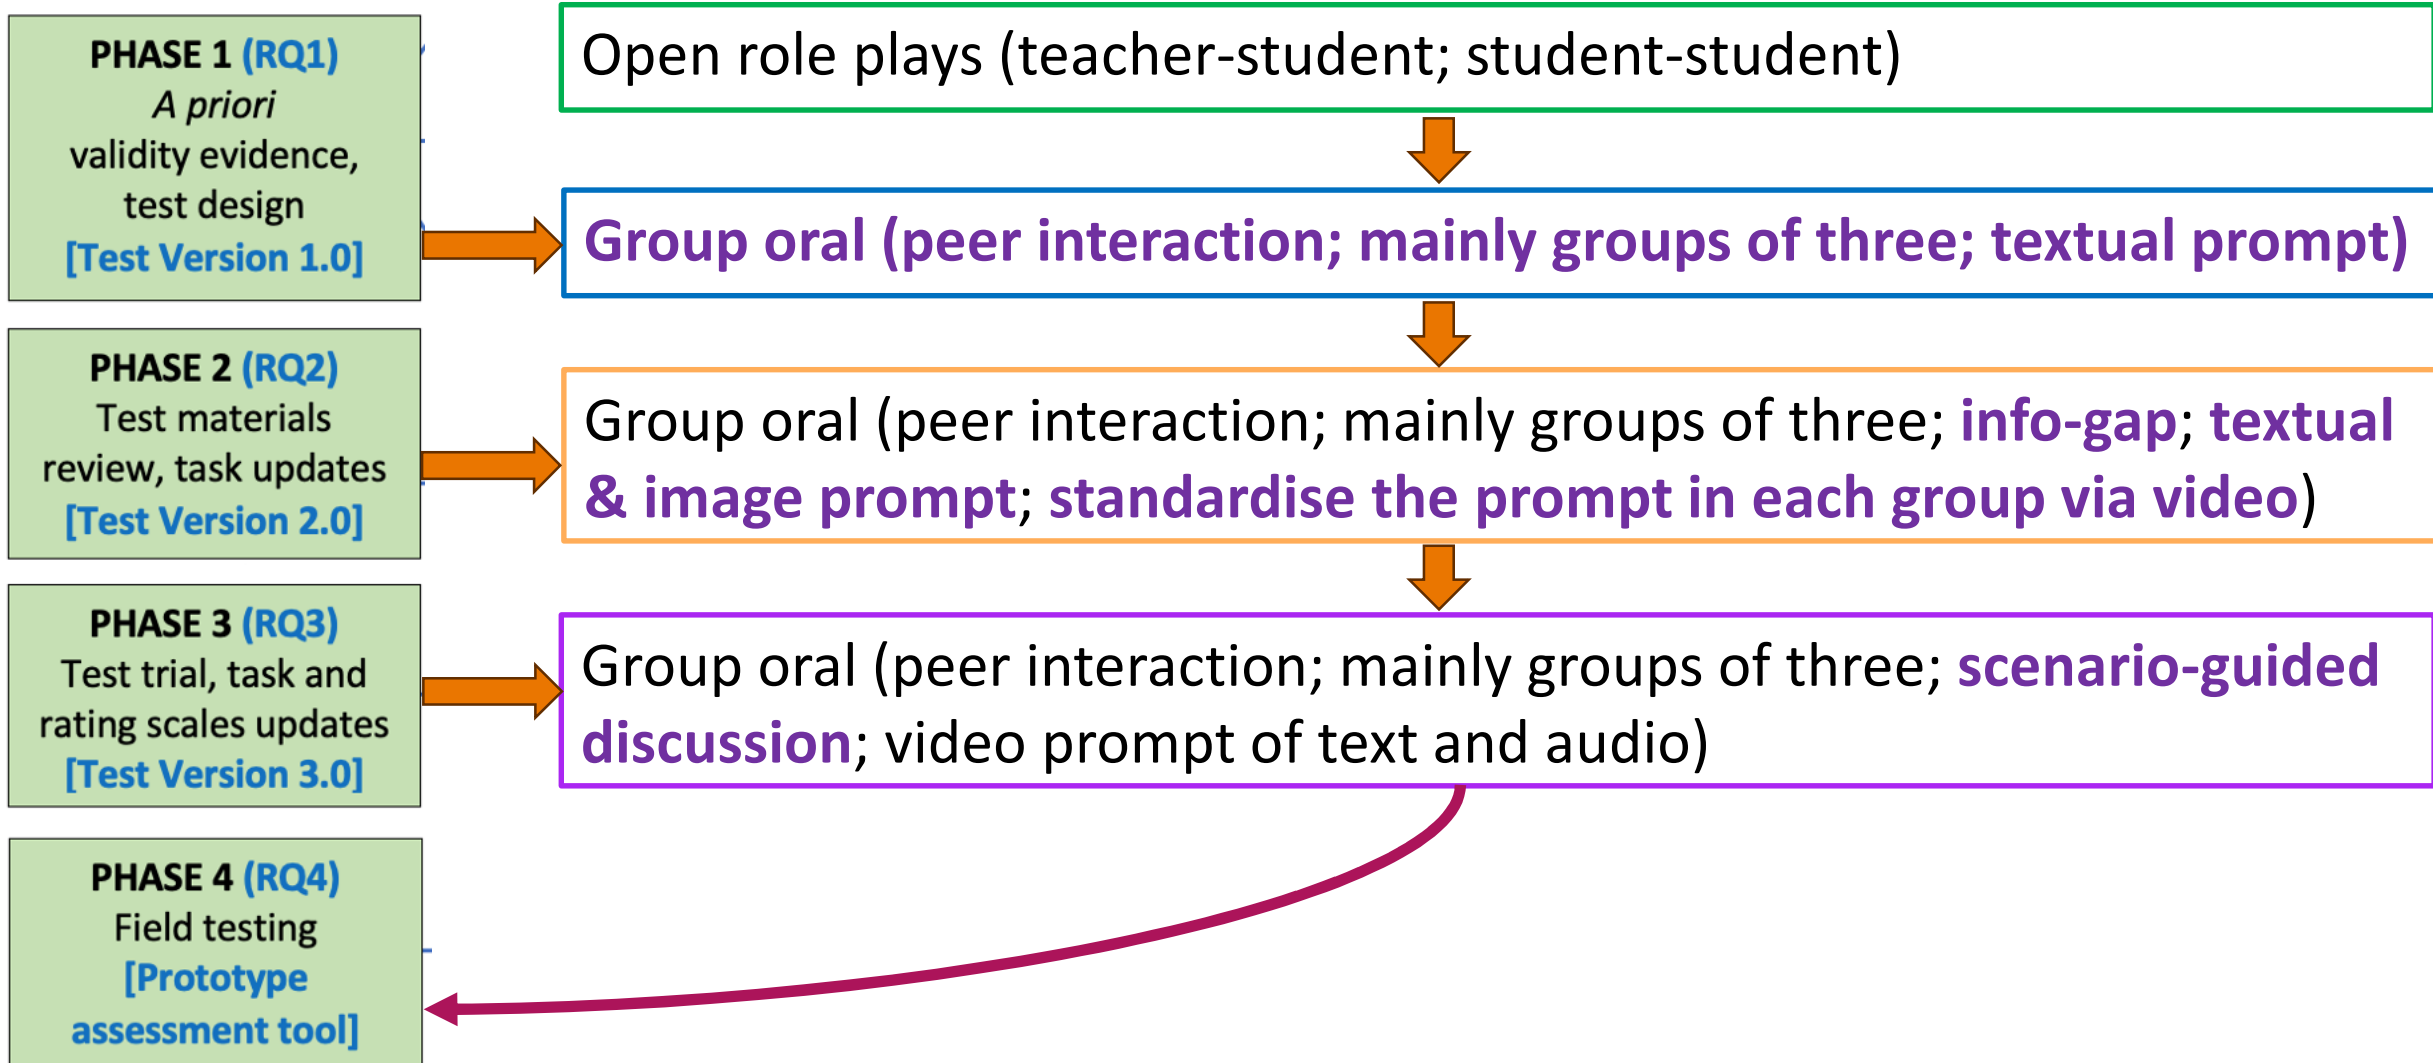 PHASE 1 (RQ1)
A priori
validity evidence,
test design
[Test Version 1.0]
Open role plays (teacher-student; student-student)
Group oral (peer interaction; mainly groups of three; textual prompt)
PHASE 2 (RQ2)
Test materials
review, task updates
[Test Version 2.0]
Group oral (peer interaction; mainly groups of three; info-gap; textual
& image prompt; standardise the prompt in each group via video)
PHASE 3 (RQ3)
Test trial, task and
rating scales updates
[Test Version 3.0]
Group oral (peer interaction; mainly groups of three; scenario-guided
discussion; video prompt of text and audio)
PHASE 4 (RQ4)
Field testing
[Prototype
assessment tool]